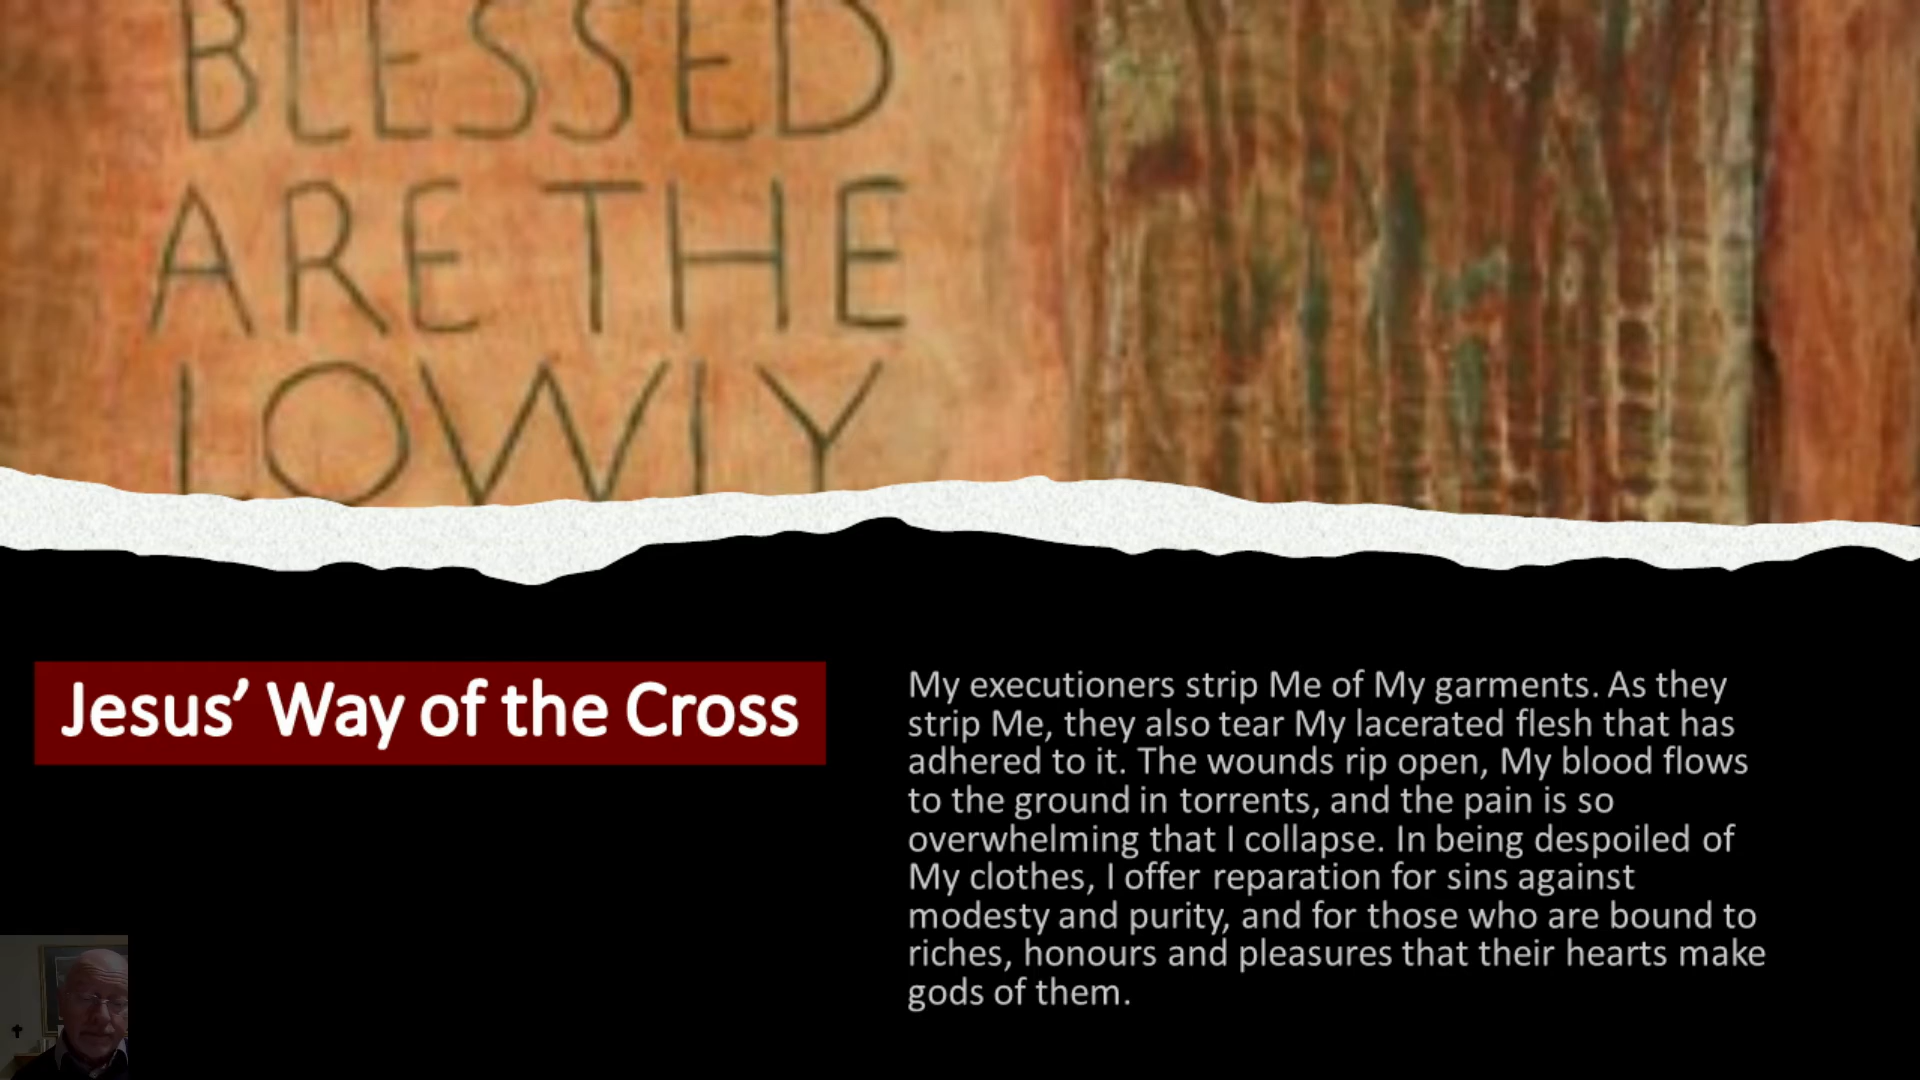 BLESSED
ARE THE
LOWLY
Jesus’ Way of the Cross
My executioners strip Me of My garments. As they
strip Me, they also tear My lacerated flesh that has
adhered to it. The wounds rip open, My blood flows
to the ground in torrents, and the pain is so
overwhelming that I collapse. In being despoiled of
My clothes, I offer reparation for sins against
modesty and purity, and for those who are bound to
riches, honours and pleasures that their hearts make
gods of them.